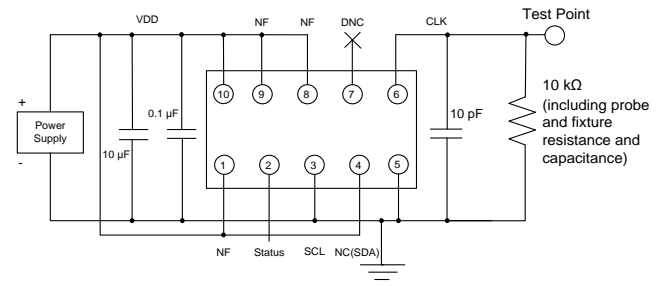 Test Point
VDD
NF
NF
DNC
CLK
10
9
8
7
6
+
Power
Supply
-
10 µF
0.1 µF
10 pF
10 kΩ
(including probe
and fixture
resistance and
capacitance)
1
2
3
4
5
NF
Status
SCL
NC(SDA)